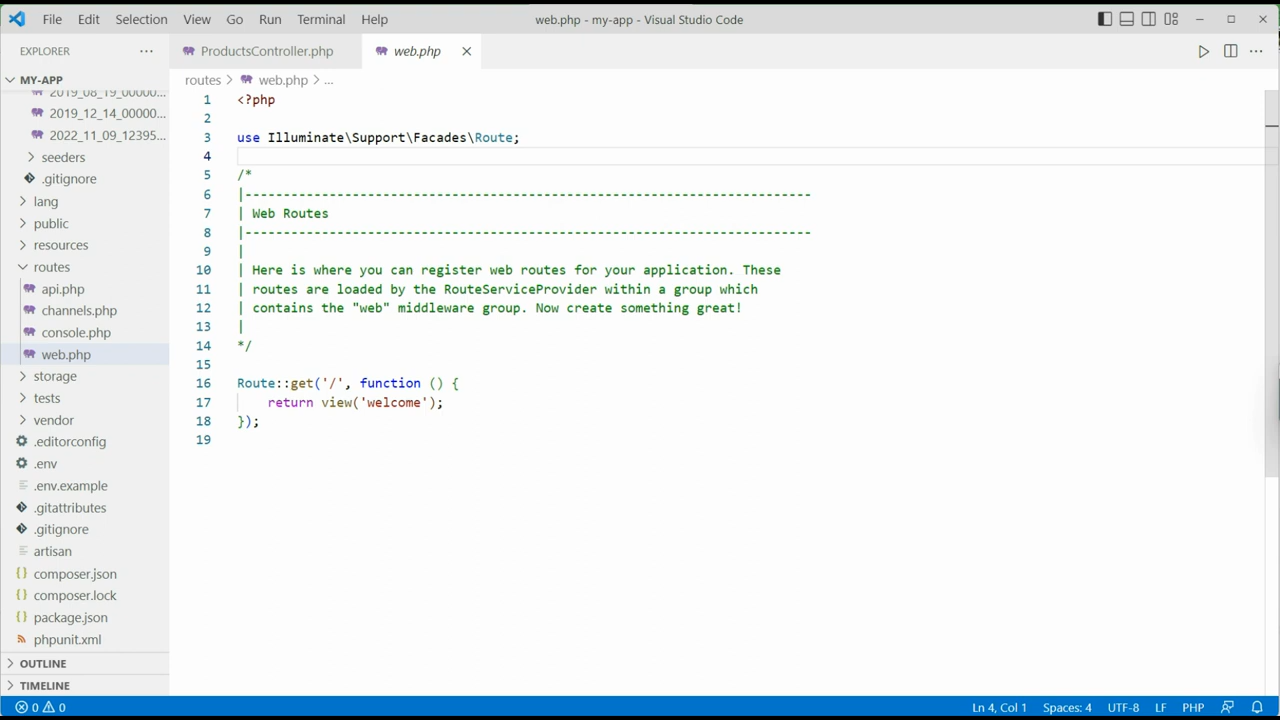 File Edit Selection View Go Run Terminal Help
web.php - my-app - Visual Studio Code
EXPLORER
MY-APP
2019_08_19_00000...
2019_12_14_00000...
2022_11_09_12395...
seeders
.gitignore
lang
public
resources
routes
api.php
channels.php
console.php
web.php
storage
tests
vendor
.editorconfig
.env
.env.example
.gitattributes
.gitignore
artisan
composer.json
composer.lock
package.json
phpunit.xml
OUTLINE
TIMELINE
ProductsController.php
web.php
routes > web.php > ...
1 <?php
2
3 use Illuminate\Support\Facades\Route;
4
5 /*
6 |--------------------------------------------------------------------------
7 | Web Routes
8 |--------------------------------------------------------------------------
9 |
10 | Here is where you can register web routes for your application. These
11 | routes are loaded by the RouteServiceProvider within a group which
12 | contains the "web" middleware group. Now create something great!
13 |
14 */
15
16 Route::get('/', function () {
17     return view('welcome');
18 });
19
0 0
Ln 4, Col 1
Spaces: 4
UTF-8
LF
PHP